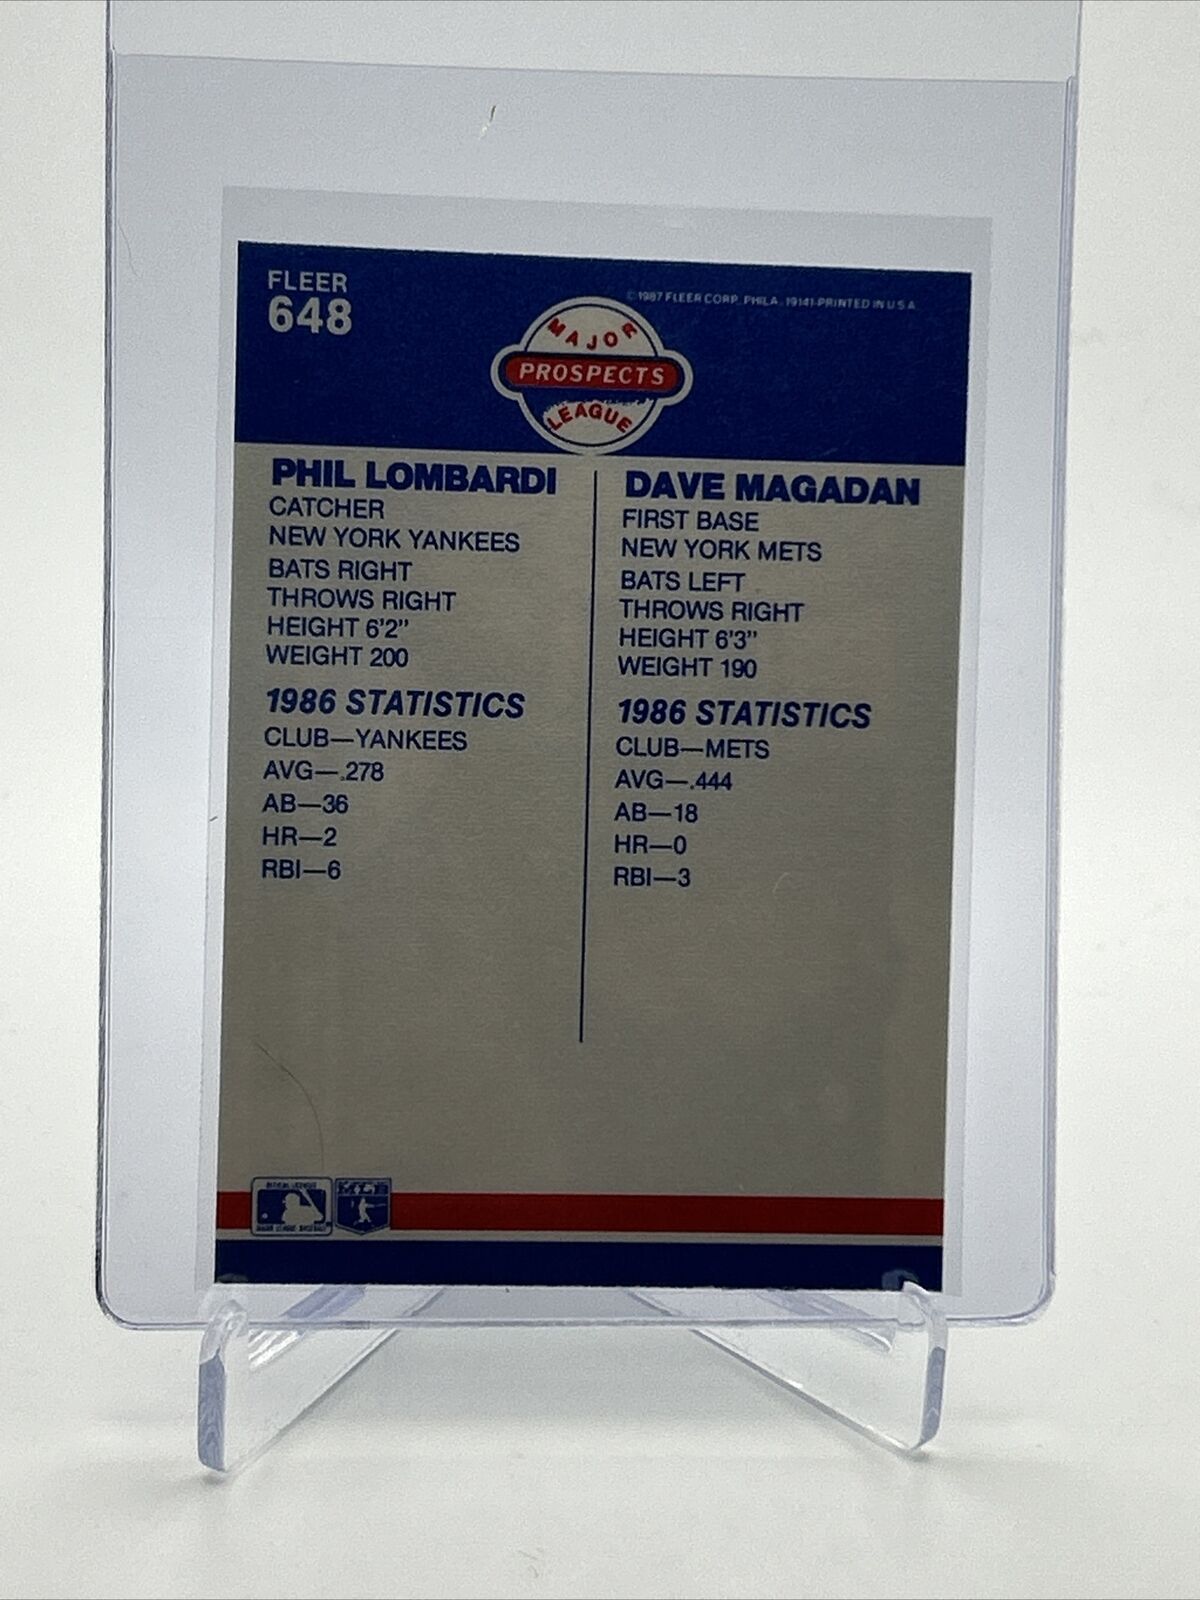 FLEER
648
© 1987 FLEER CORP. PHILA. 19141-PRINTED IN U.S.A.
MAJOR
PROSPECTS
LEAGUE
PHIL LOMBARDI
CATCHER
NEW YORK YANKEES
BATS RIGHT
THROWS RIGHT
HEIGHT 6'2"
WEIGHT 200
1986 STATISTICS
CLUB—YANKEES
AVG—.278
AB—36
HR—2
RBI—6
DAVE MAGADAN
FIRST BASE
NEW YORK METS
BATS LEFT
THROWS RIGHT
HEIGHT 6'3"
WEIGHT 190
1986 STATISTICS
CLUB—METS
AVG—.444
AB—18
HR—0
RBI—3
MAJOR LEAGUE BASEBALL